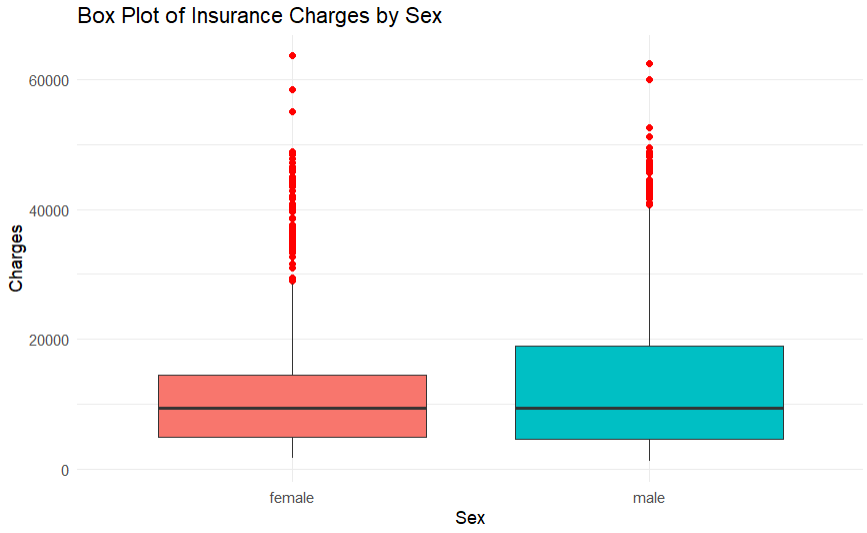 Box Plot of Insurance Charges by Sex
60000
40000
20000
0
Charges
female male
Sex